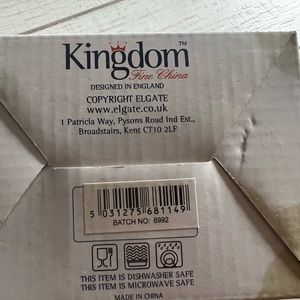 Kingdom™
Fine China
DESIGNED IN ENGLAND
COPYRIGHT ELGATE
www.elgate.co.uk
1 Patricia Way, Pysons Road Ind Est.,
Broadstairs, Kent CT10 2LF
5 031275 681149
BATCH NO: 8992
THIS ITEM IS DISHWASHER SAFE
THIS ITEM IS MICROWAVE SAFE
MADE IN CHINA